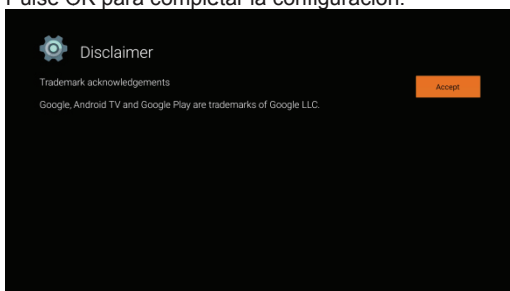 Pulse OK para completar la configuración.
Disclaimer
Trademark acknowledgements
Accept
Google, Android TV and Google Play are trademarks of Google LLC.